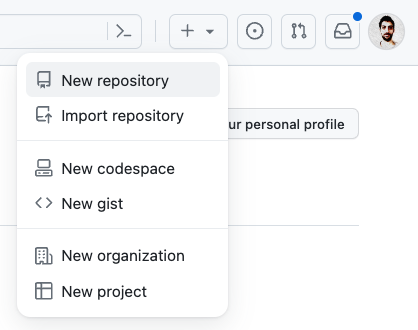 ur personal profile
New repository
Import repository
New codespace
New gist
New organization
New project